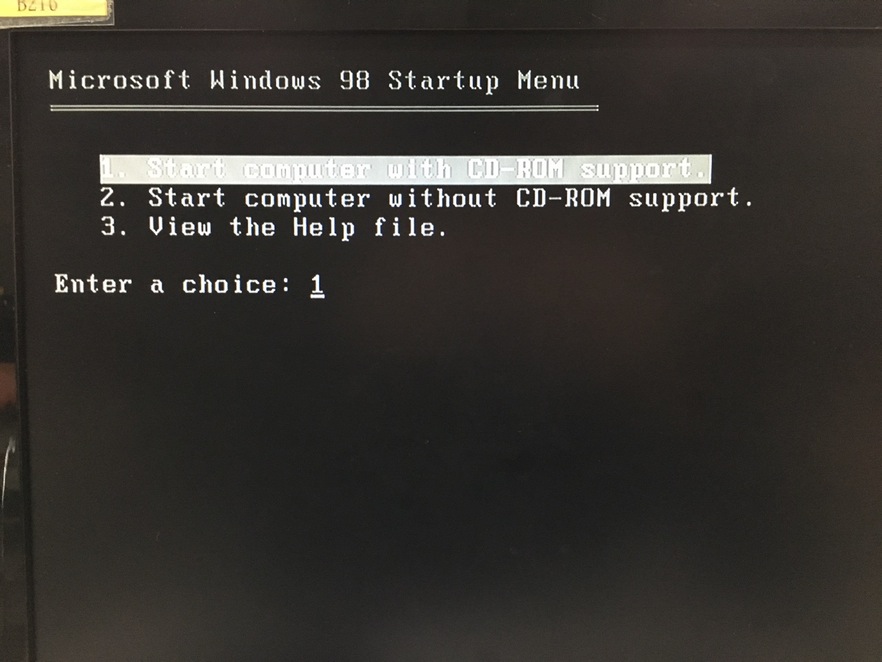 B216
Microsoft Windows 98 Startup Menu
1. Start computer with CD-ROM support.
2. Start computer without CD-ROM support.
3. View the Help file.
Enter a choice: 1